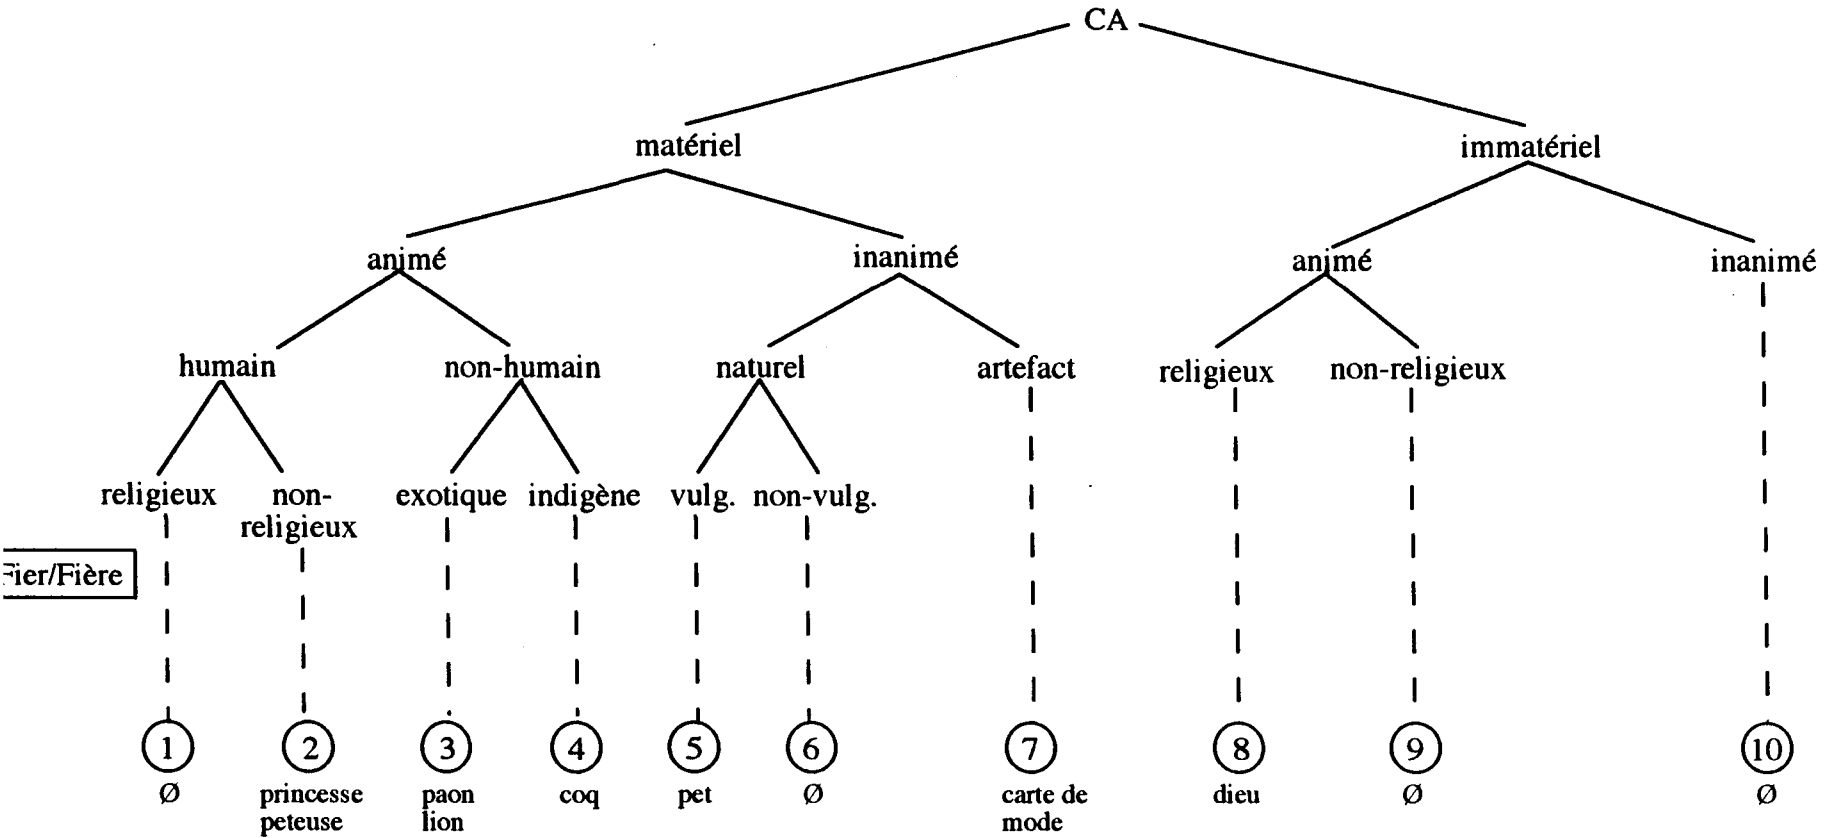 CA
matériel immatériel
animé inanimé animé inanimé
humain non-humain naturel artefact religieux non-religieux
religieux non- exotique indigène vulg. non-vulg.
religieux
Fier/Fière
1 2 3 4 5 6 7 8 9 10
Ø princesse paon coq pet Ø carte de dieu Ø Ø
peteuse lion mode